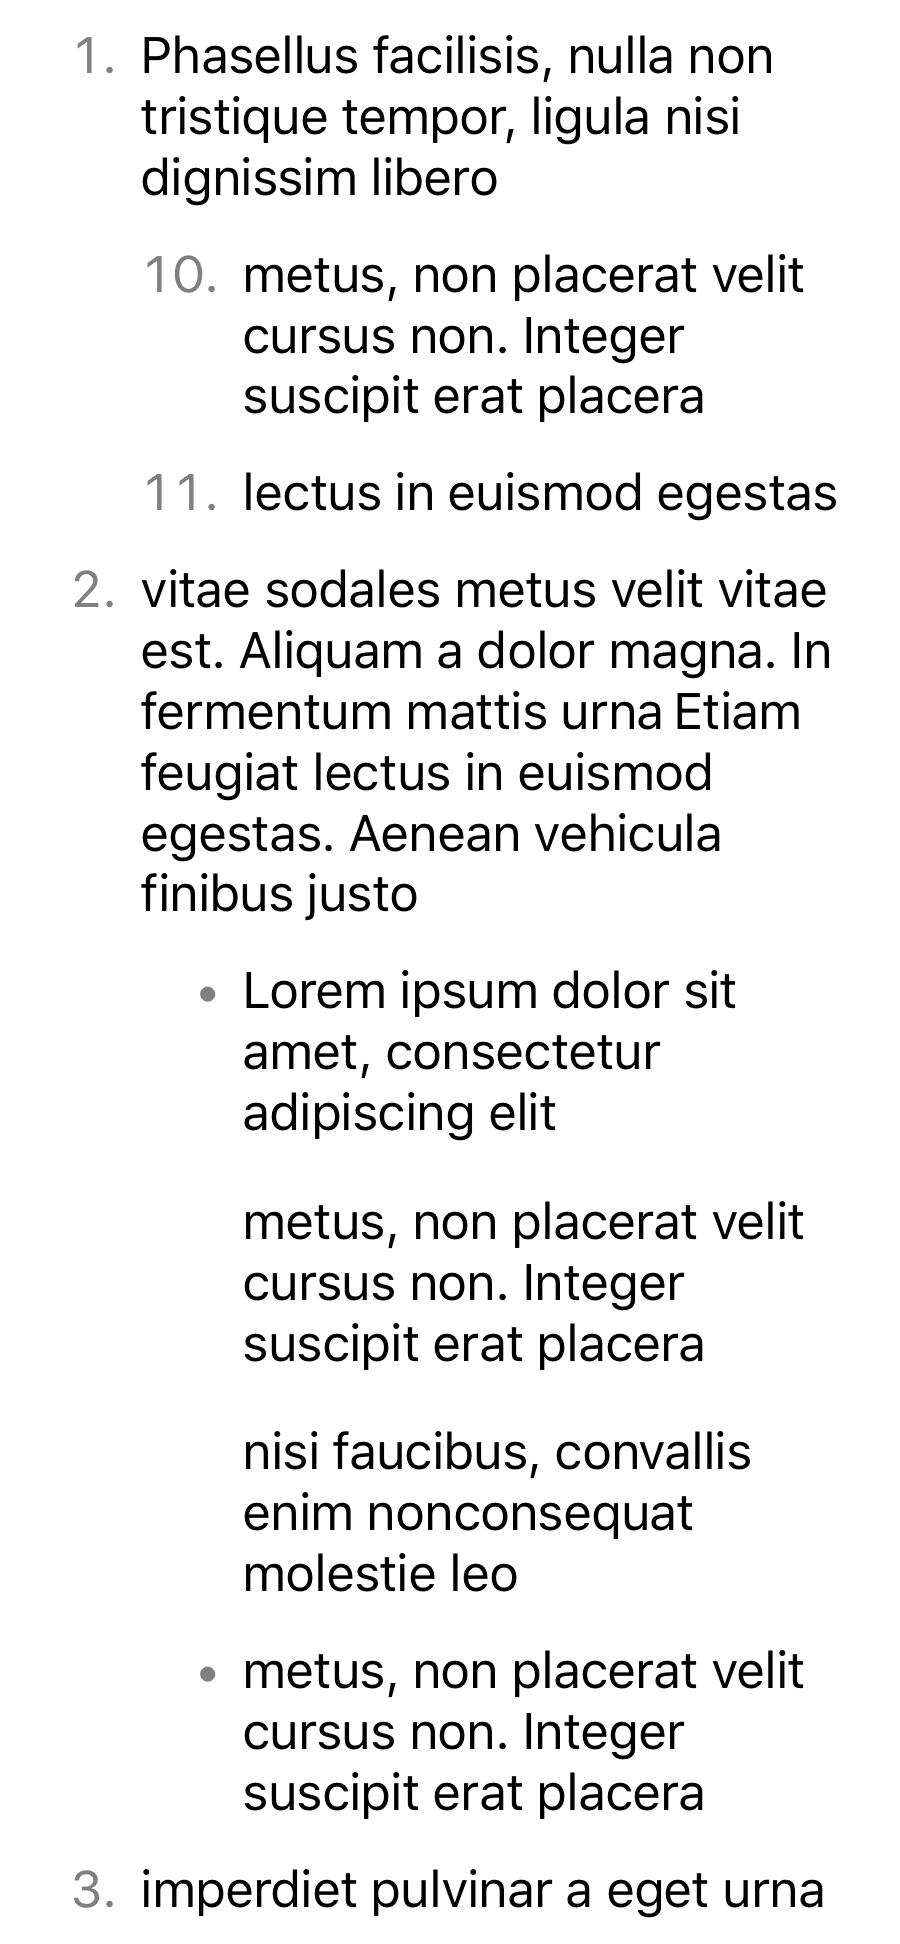 1. Phasellus facilisis, nulla non
tristique tempor, ligula nisi
dignissim libero
10. metus, non placerat velit
cursus non. Integer
suscipit erat placera
11. lectus in euismod egestas
2. vitae sodales metus velit vitae
est. Aliquam a dolor magna. In
fermentum mattis urna Etiam
feugiat lectus in euismod
egestas. Aenean vehicula
finibus justo
• Lorem ipsum dolor sit
amet, consectetur
adipiscing elit
metus, non placerat velit
cursus non. Integer
suscipit erat placera
nisi faucibus, convallis
enim nonconsequat
molestie leo
• metus, non placerat velit
cursus non. Integer
suscipit erat placera
3. imperdiet pulvinar a eget urna